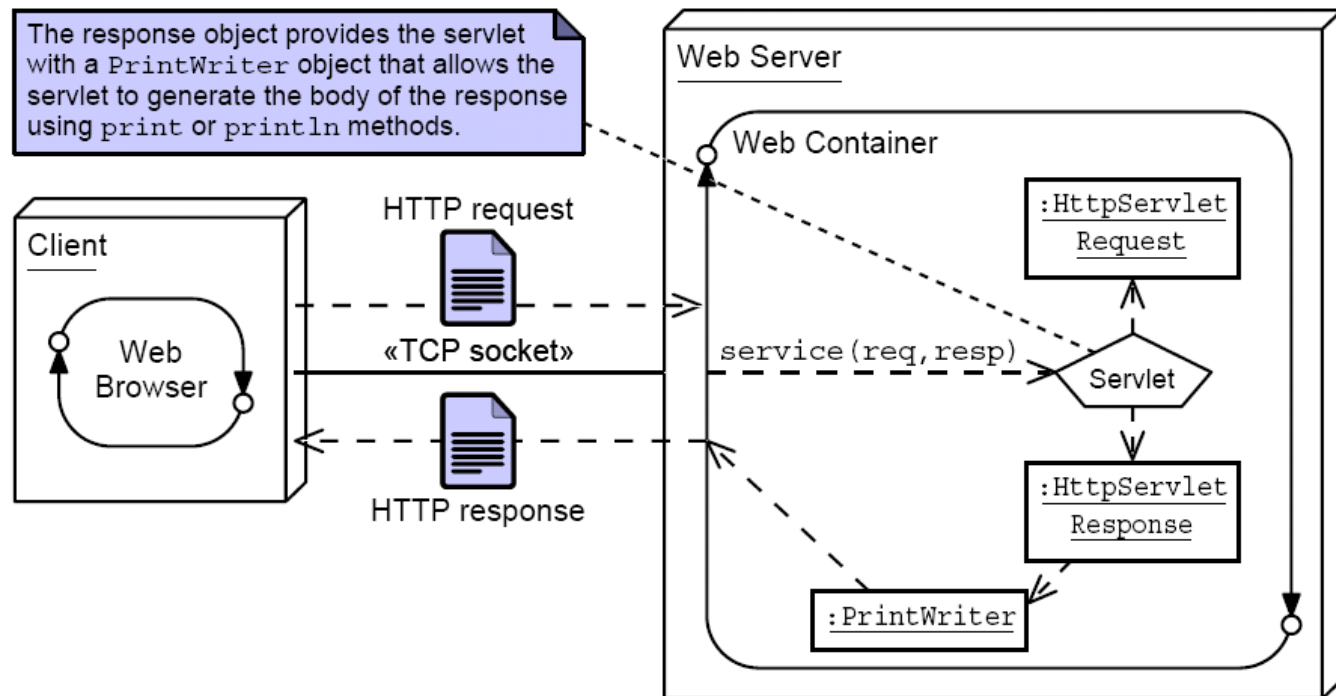 The response object provides the servlet
with a PrintWriter object that allows the
servlet to generate the body of the response
using print or println methods.
Web Server
Web Container
HTTP request
:HttpServlet
Request
Client
Web
Browser
«TCP socket»
service(req,resp)
Servlet
HTTP response
:HttpServlet
Response
:PrintWriter